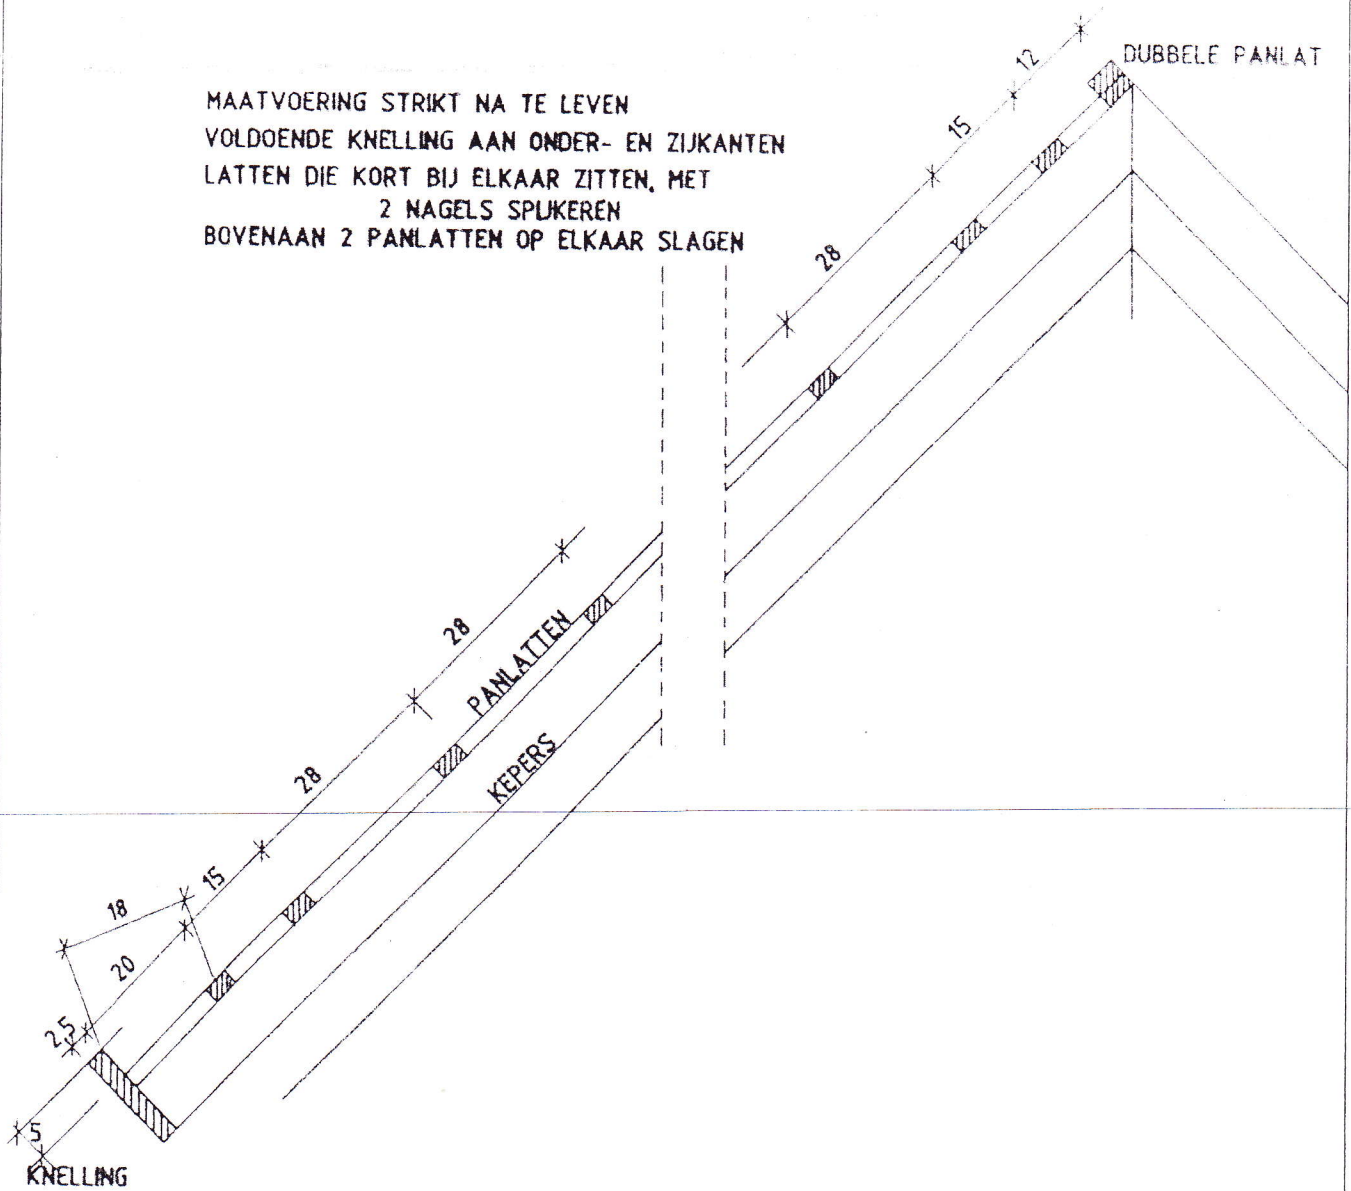 DUBBELE PANLAT
MAATVOERING STRIKT NA TE LEVEN
VOLDOENDE KNELLING AAN ONDER- EN ZIJKANTEN
LATTEN DIE KORT BIJ ELKAAR ZITTEN, MET
2 NAGELS SPIJKEREN
BOVENAAN 2 PANLATTEN OP ELKAAR SLAGEN
12
15
28
28
PANLATTEN
KEPERS
28
15
18
20
2,5
5
KNELLING